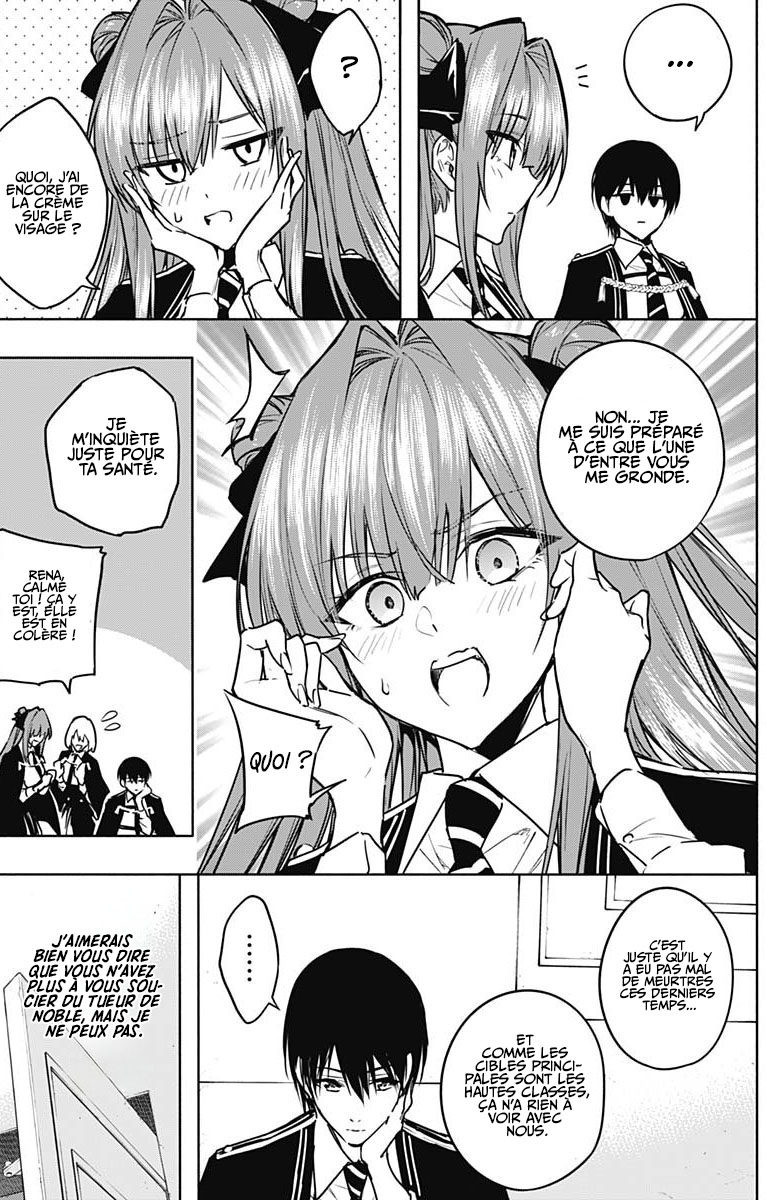 ...
?
QUOI, J'AI
ENCORE DE
LA CRÈME
SUR LE
VISAGE ?
NON... JE
ME SUIS PRÉPARÉ
À CE QUE L'UNE
D'ENTRE VOUS
ME GRONDE.
QUOI ?
JE
M'INQUIÈTE
JUSTE POUR
TA SANTÉ.
RENA,
CALME
TOI ! ÇA Y
EST, ELLE
EST EN
COLÈRE !
C'EST
JUSTE QU'IL Y
A EU PAS MAL
DE MEURTRES
CES DERNIERS
TEMPS...
ET
COMME LES
CIBLES PRINCI-
PALES SONT LES
HAUTES CLASSES,
ÇA N'A RIEN À
VOIR AVEC
NOUS.
......
J'AIMERAIS
BIEN VOUS DIRE
QUE VOUS N'AVEZ
PLUS À VOUS SOU-
CIER DU TUEUR DE
NOBLE, MAIS JE
NE PEUX PAS.